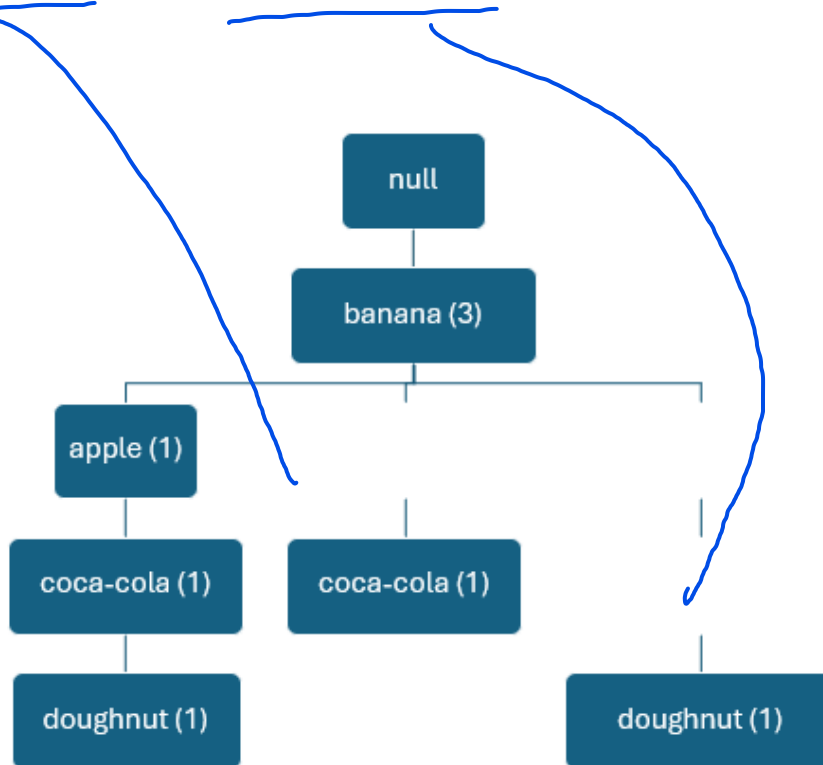 null
banana (3)
apple (1)
coca-cola (1) coca-cola (1)
doughnut (1) doughnut (1)